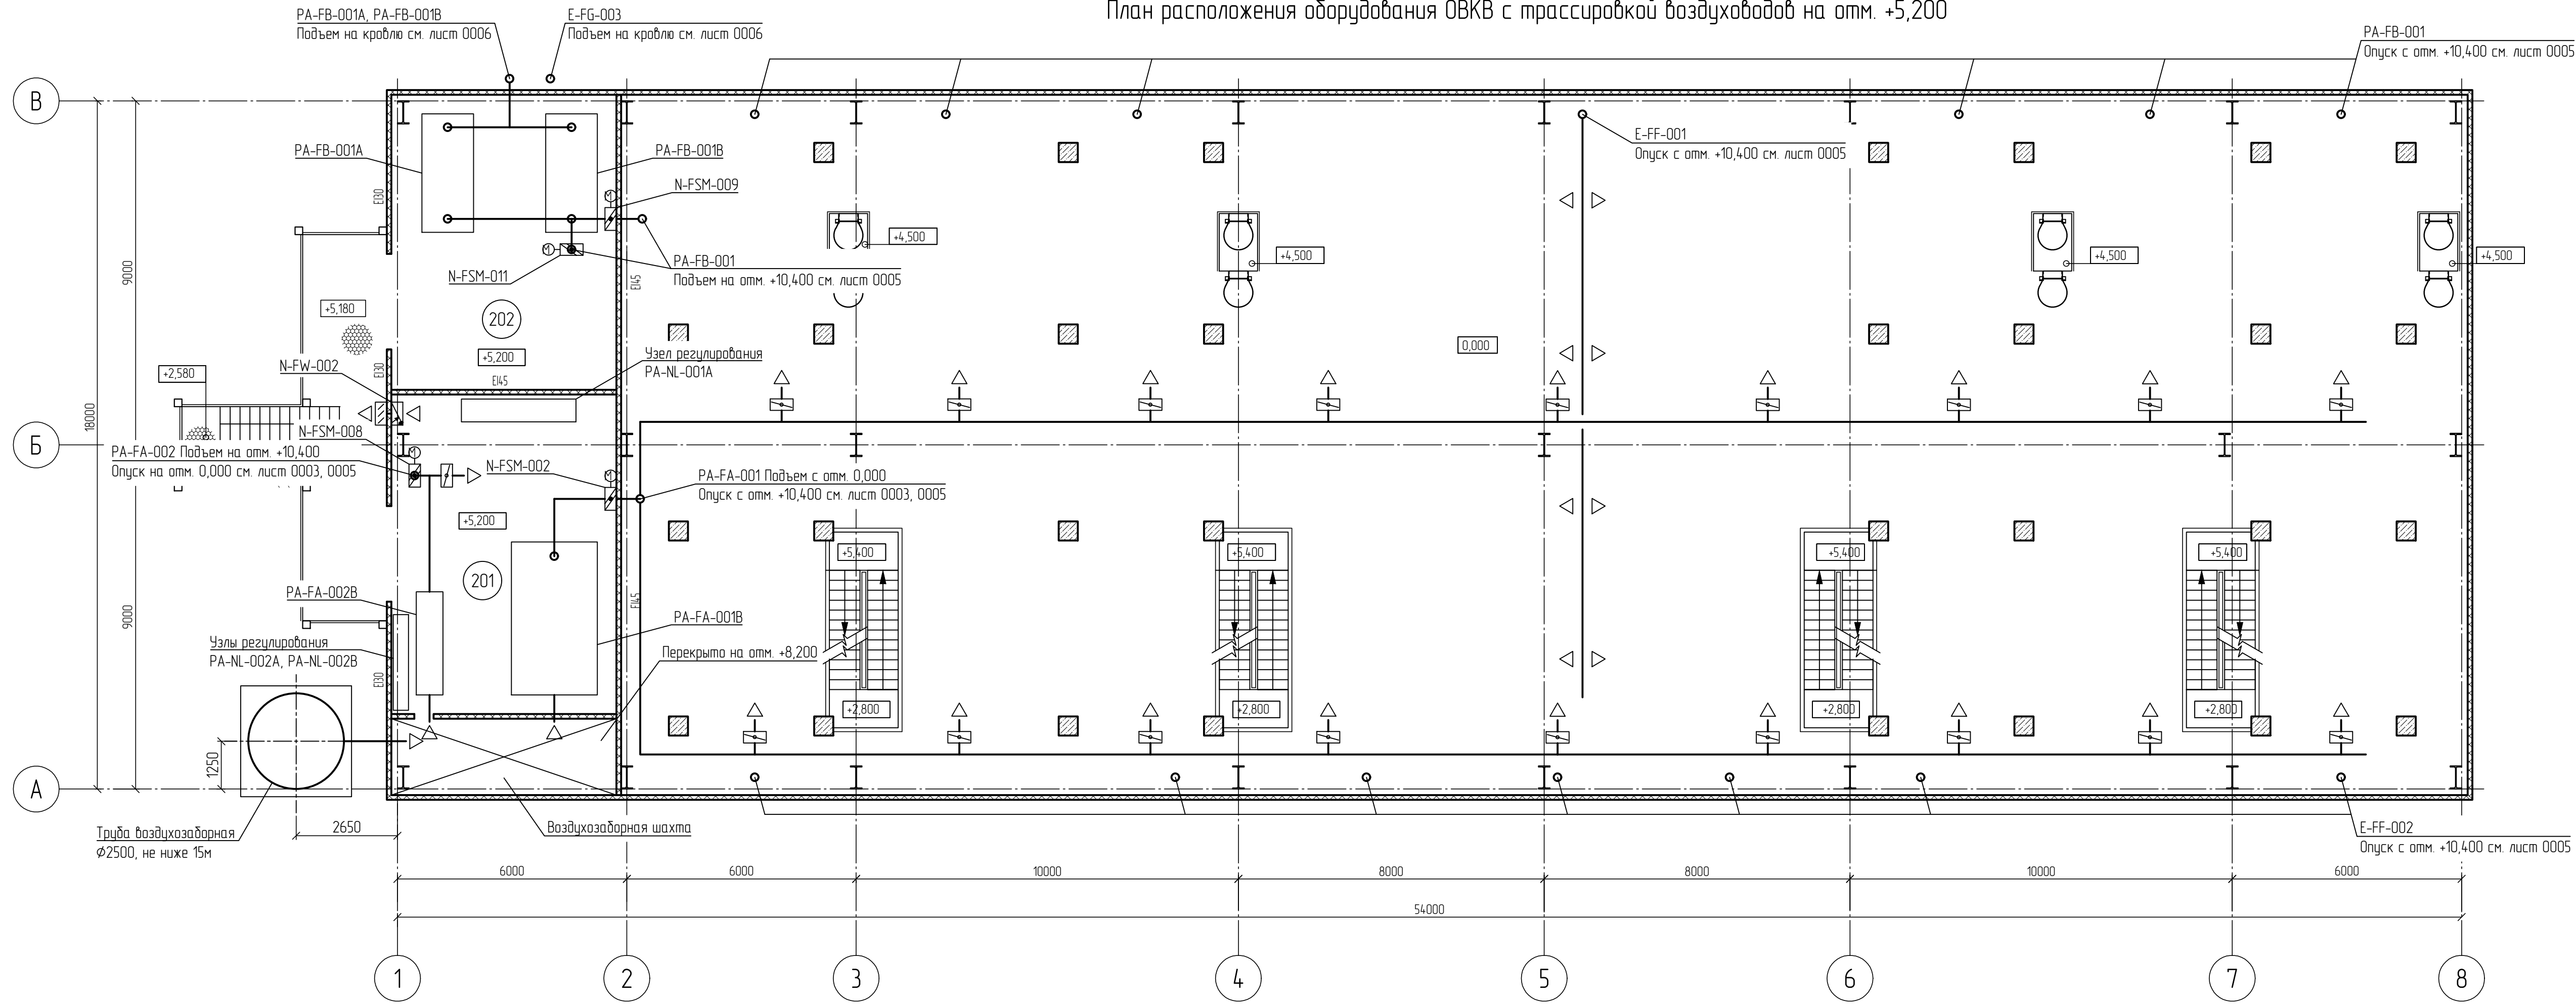 План расположения оборудования ОВКВ с трассировкой воздуховодов на отм. +5,200
PA-FB-001A, PA-FB-001B
Подъем на кровлю см. лист 0006
E-FG-003
Подъем на кровлю см. лист 0006
PA-FB-001
Опуск с отм. +10,400 см. лист 0005
В
E-FF-001
Опуск с отм. +10,400 см. лист 0005
PA-FB-001A
PA-FB-001B
N-FSM-009
EI30
M
+4,500
+4,500
+4,500
+4,500
M
N-FSM-011
PA-FB-001
Подъем на отм. +10,400 см. лист 0005
EI45
9000
+5,180
202
+5,200
0,000
Узел регулирования
PA-NL-001A
N-FW-002
EI30
EI45
+2,580
18000
N-FSM-008
Б
PA-FA-002 Подъем на отм. +10,400
Опуск на отм. 0,000 см. лист 0003, 0005
M
N-FSM-002
M
PA-FA-001 Подъем с отм. 0,000
Опуск с отм. +10,400 см. лист 0003, 0005
+5,200
+5,400
+5,400
+5,400
+5,400
201
PA-FA-002B
EI45
9000
PA-FA-001B
Узлы регулирования
PA-NL-002A, PA-NL-002B
Перекрыто на отм. +8,200
EI30
+2,800
+2,800
+2,800
+2,800
1250
А
Труба воздухозаборная
Ø2500, не ниже 15м
2650
Воздухозаборная шахта
E-FF-002
Опуск с отм. +10,400 см. лист 0005
6000
6000
10000
8000
8000
10000
6000
54000
1
2
3
4
5
6
7
8